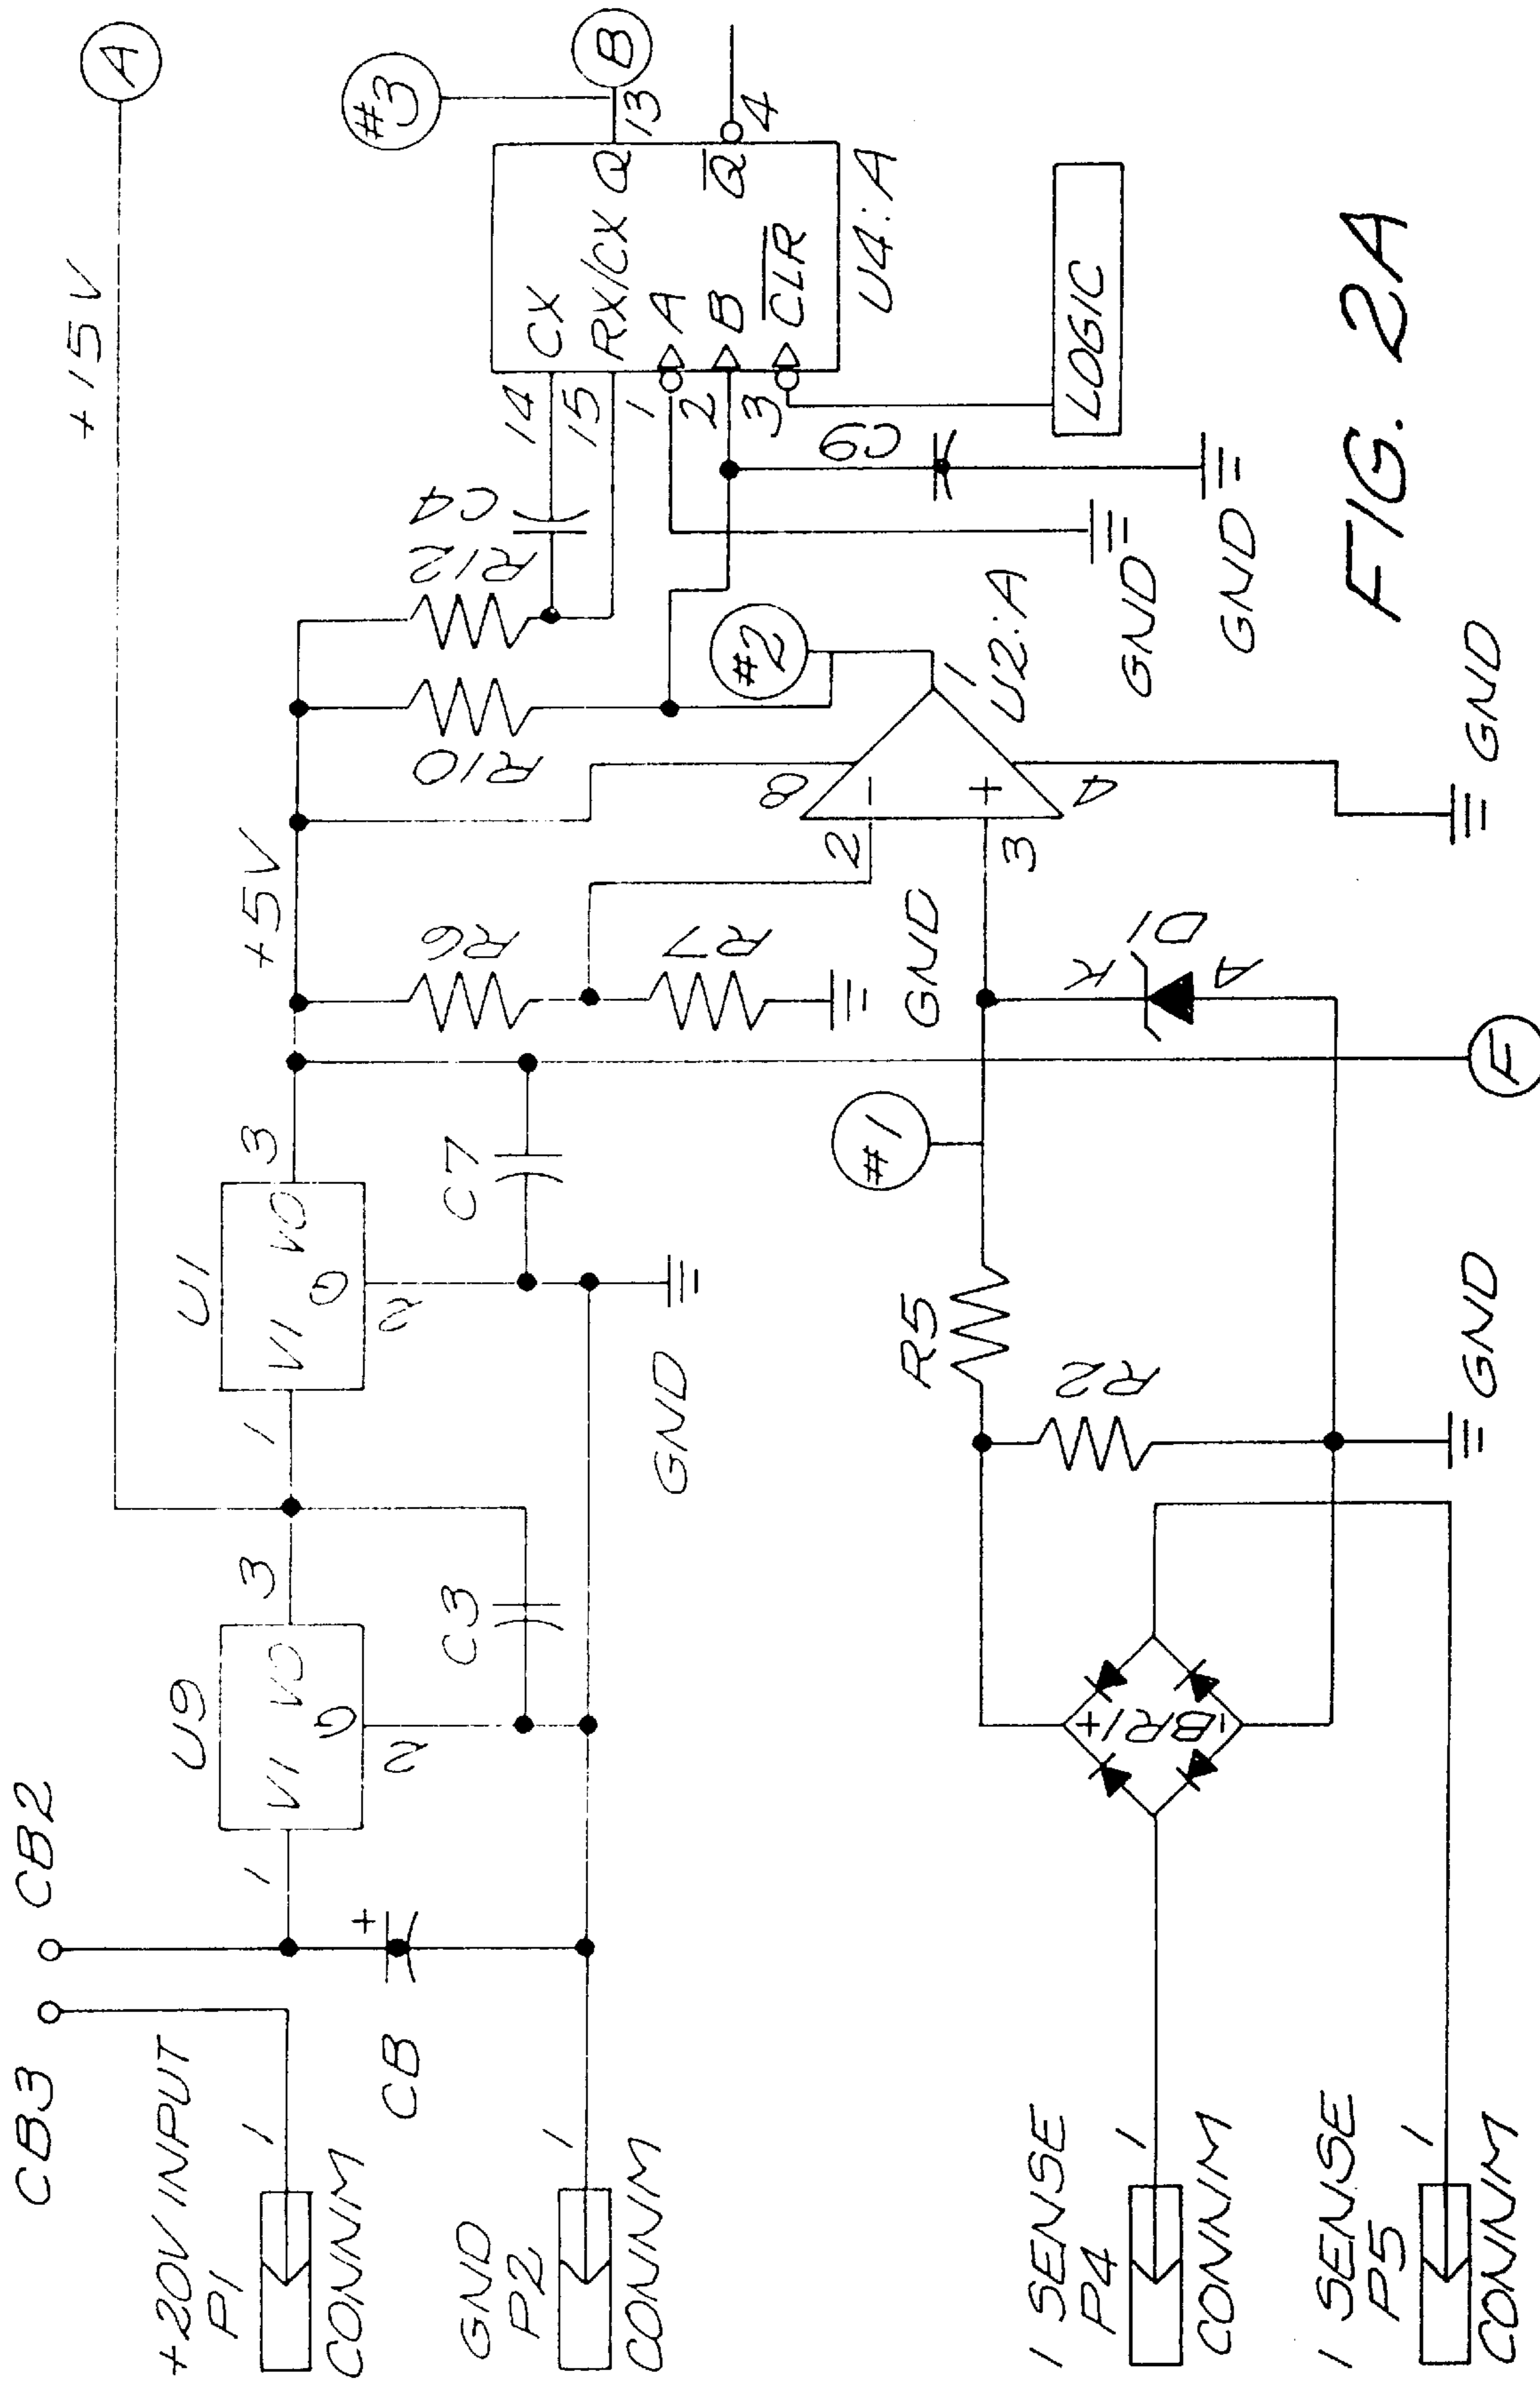 CB3
CB2
+20V INPUT
P1
1
CONNM
GND
P2
1
CONNM
+
CB
U9
1
VI
VO
G
3
2
C3
U1
1
VI
VO
G
3
2
C7
GND
+15V
A
+5V
R6
R7
GND
R10
R12
C4
#2
2
3
8
4
1
-
+
U2:A
GND
14
15
1
2
3
CX
RX/CX
A
B
CLR
Q
Q
13
4
U4:A
#3
B
C9
LOGIC
GND
GND
1 SENSE
P4
1
CONNM
1 SENSE
P5
1
CONNM
+
BR1
-
R2
R5
#1
GND
K
D1
A
F
FIG. 2A